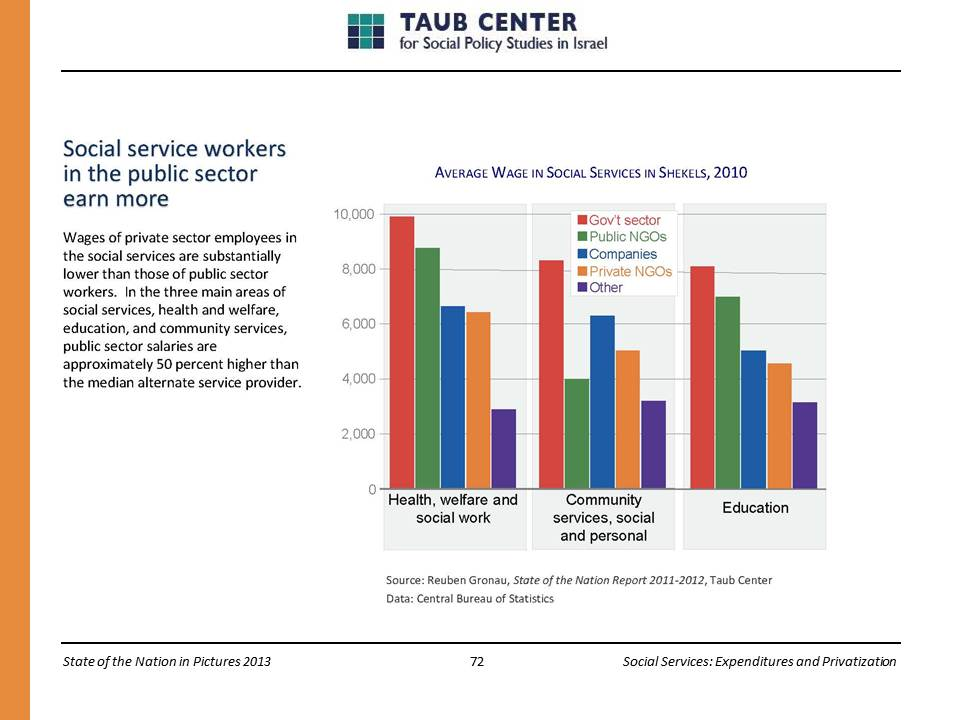 TAUB CENTER
for Social Policy Studies in Israel
Social service workers
in the public sector
earn more
Wages of private sector employees in
the social services are substantially
lower than those of public sector
workers.  In the three main areas of
social services, health and welfare,
education, and community services,
public sector salaries are
approximately 50 percent higher than
the median alternate service provider.
AVERAGE WAGE IN SOCIAL SERVICES IN SHEKELS, 2010
10,000
8,000
6,000
4,000
2,000
0
Gov't sector
Public NGOs
Companies
Private NGOs
Other
Health, welfare and
social work
Community
services, social
and personal
Education
Source: Reuben Gronau, State of the Nation Report 2011-2012, Taub Center
Data: Central Bureau of Statistics
State of the Nation in Pictures 2013
72
Social Services: Expenditures and Privatization